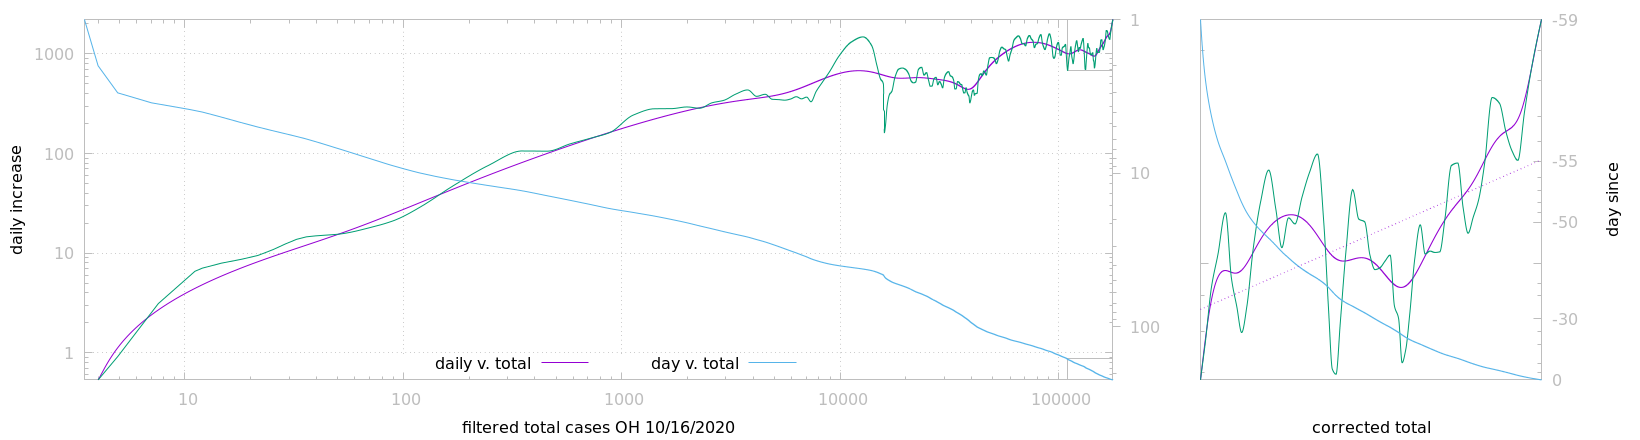 1000
100
10
1
daily increase
10
100
1000
10000
100000
filtered total cases OH 10/16/2020
daily v. total
day v. total
1
10
100
-59
-55
-50
-30
0
day since
corrected total